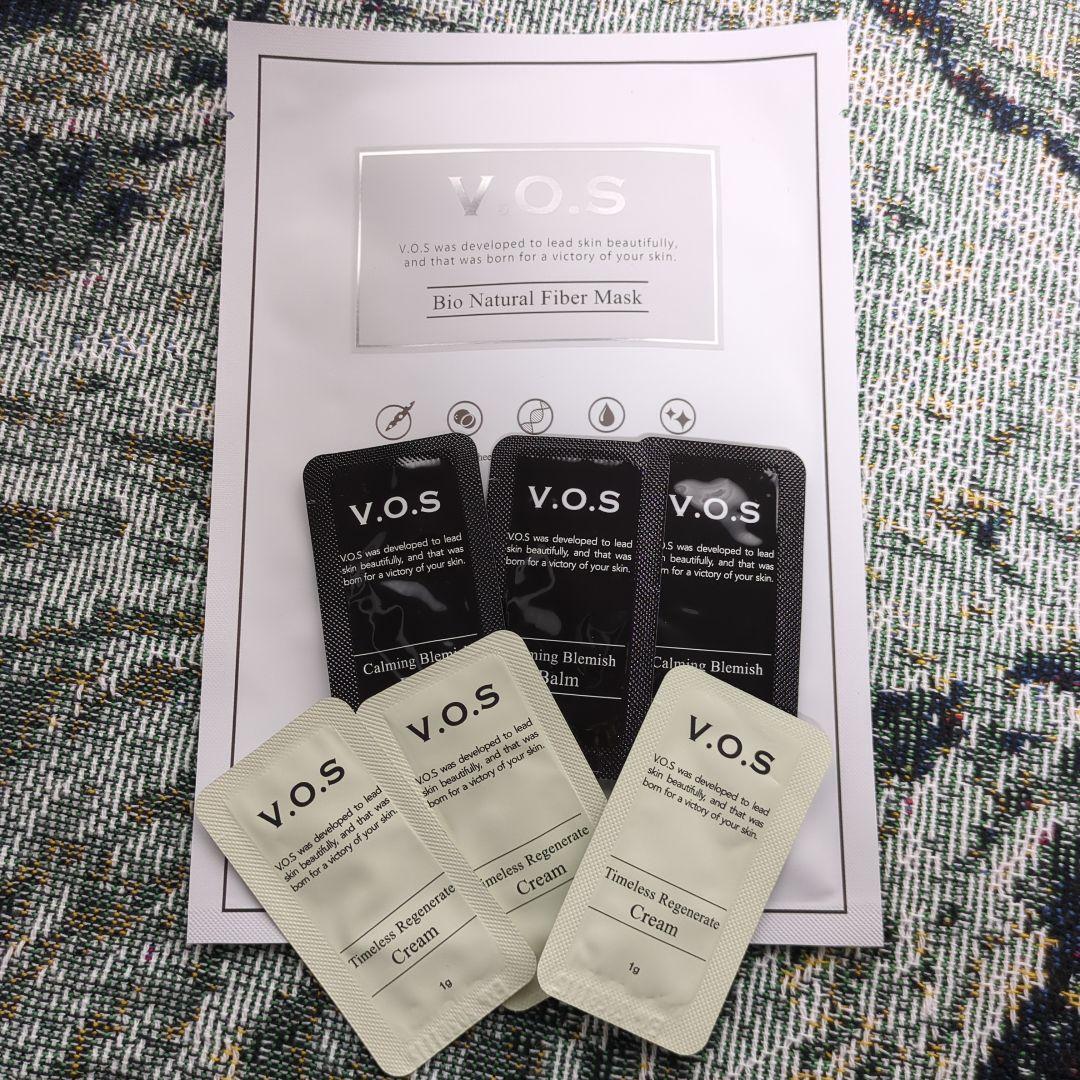 V.O.S
V.O.S was developed to lead skin beautifully,
and that was born for a victory of your skin.
Bio Natural Fiber Mask
V.O.S
V.O.S was developed to lead
skin beautifully, and that was
born for a victory of your skin.
Calming
V.O.S
V.O.S was developed to lead
skin beautifully, and that was
born for a victory of your skin.
Blemish
Balm
V.O.S
was developed to lead
beautifully, and that was
for a victory of your skin.
Calming Blemish
V.O.S
V.O.S was developed to lead
skin beautifully, and that was
born for a victory of your skin.
Timeless Regenerate
Cream
1g
V.O.S
V.O.S was developed to lead
skin beautifully, and that was
born for a victory of your skin.
Regenerate
Cream
V.O.S
V.O.S was developed to lead
skin beautifully, and that was
born for a victory of your skin.
Timeless Regenerate
Cream
1g